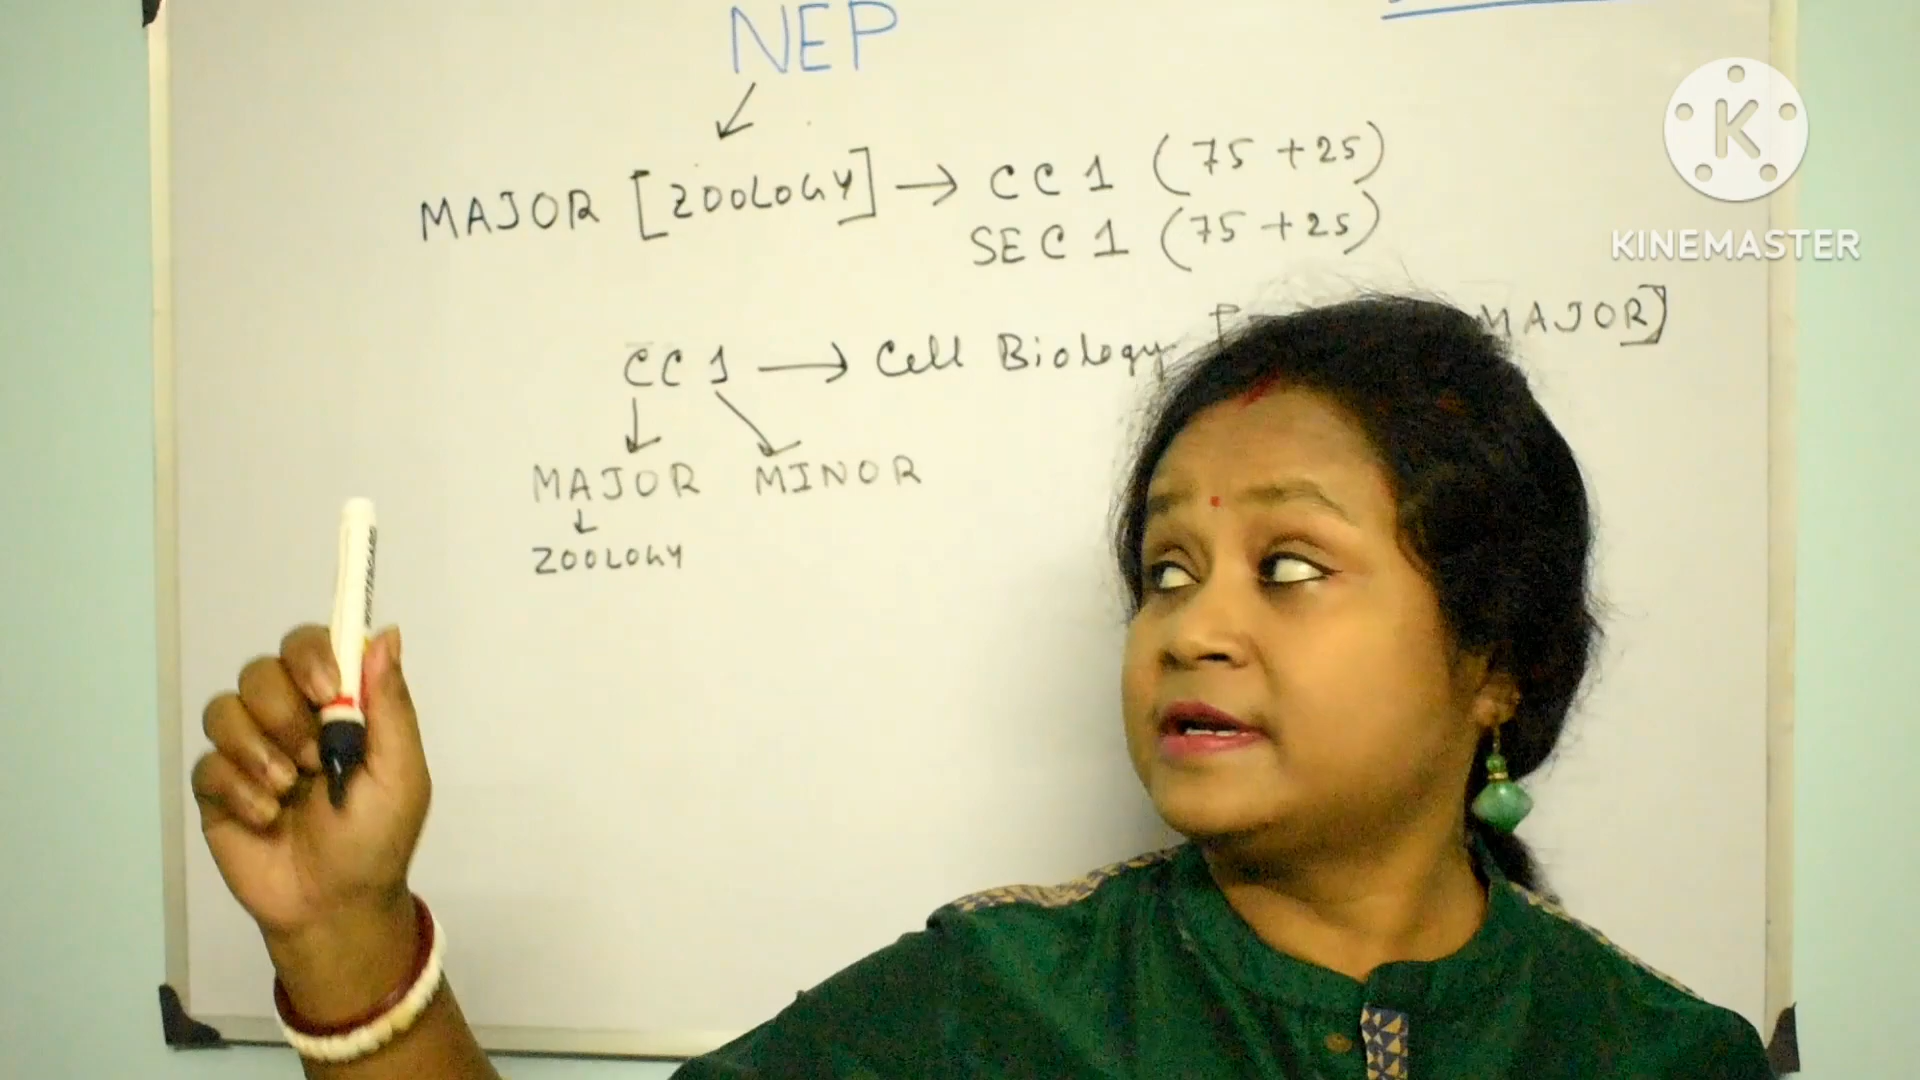 NEP
MAJOR [ZOOLOGY] → CC 1 (75 + 25)
SEC 1 (75 + 25)
CC 1 → Cell Biology [ MAJOR]
MAJOR MINOR
ZOOLOGY
K
KINEMASTER